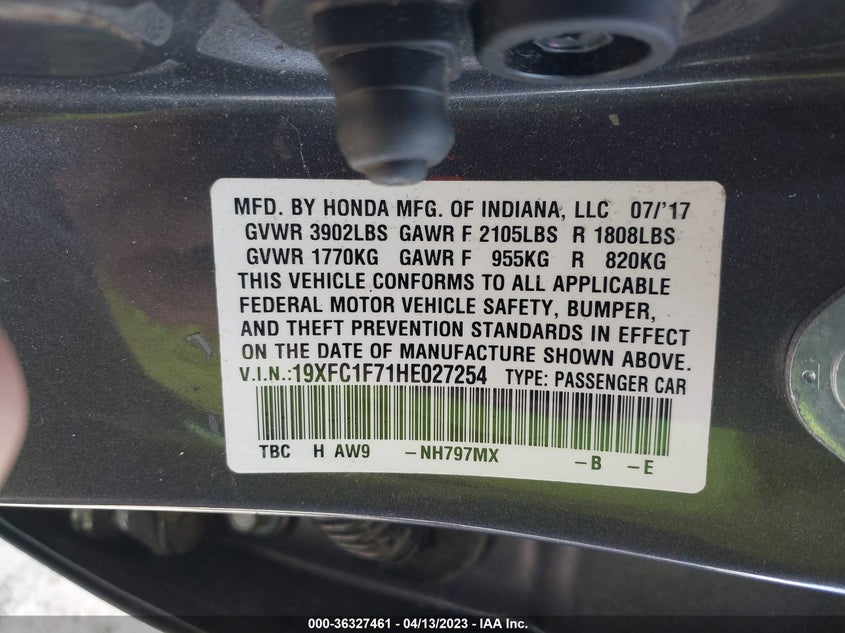 MFD. BY HONDA MFG. OF INDIANA, LLC 07/'17
GVWR 3902LBS GAWR F 2105LBS R 1808LBS
GVWR 1770KG GAWR F 955KG R 820KG
THIS VEHICLE CONFORMS TO ALL APPLICABLE
FEDERAL MOTOR VEHICLE SAFETY, BUMPER,
AND THEFT PREVENTION STANDARDS IN EFFECT
ON THE DATE OF MANUFACTURE SHOWN ABOVE.
V.I.N.:19XFC1F71HE027254 TYPE: PASSENGER CAR
TBC H AW9 –NH797MX –B –E
000-36327461 - 04/13/2023 - IAA Inc.